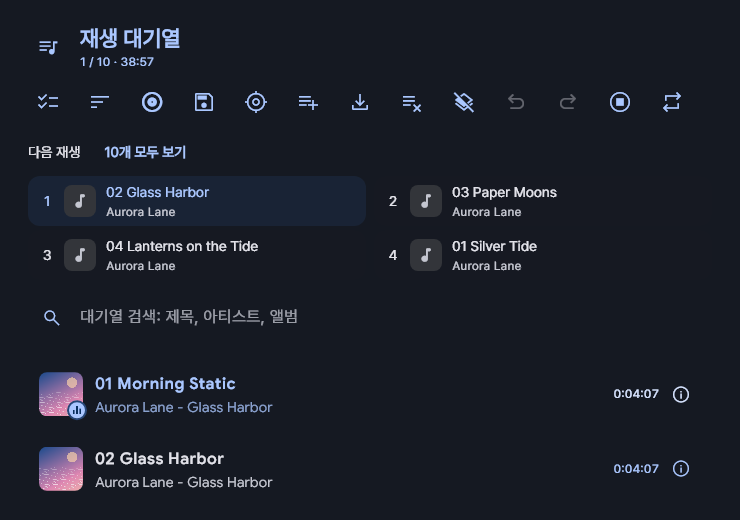 재생 대기열
1 / 10 · 38:57
다음 재생 10개 모두 보기
1 02 Glass Harbor
Aurora Lane
2 03 Paper Moons
Aurora Lane
3 04 Lanterns on the Tide
Aurora Lane
4 01 Silver Tide
Aurora Lane
대기열 검색: 제목, 아티스트, 앨범
01 Morning Static
Aurora Lane - Glass Harbor
0:04:07
02 Glass Harbor
Aurora Lane - Glass Harbor
0:04:07